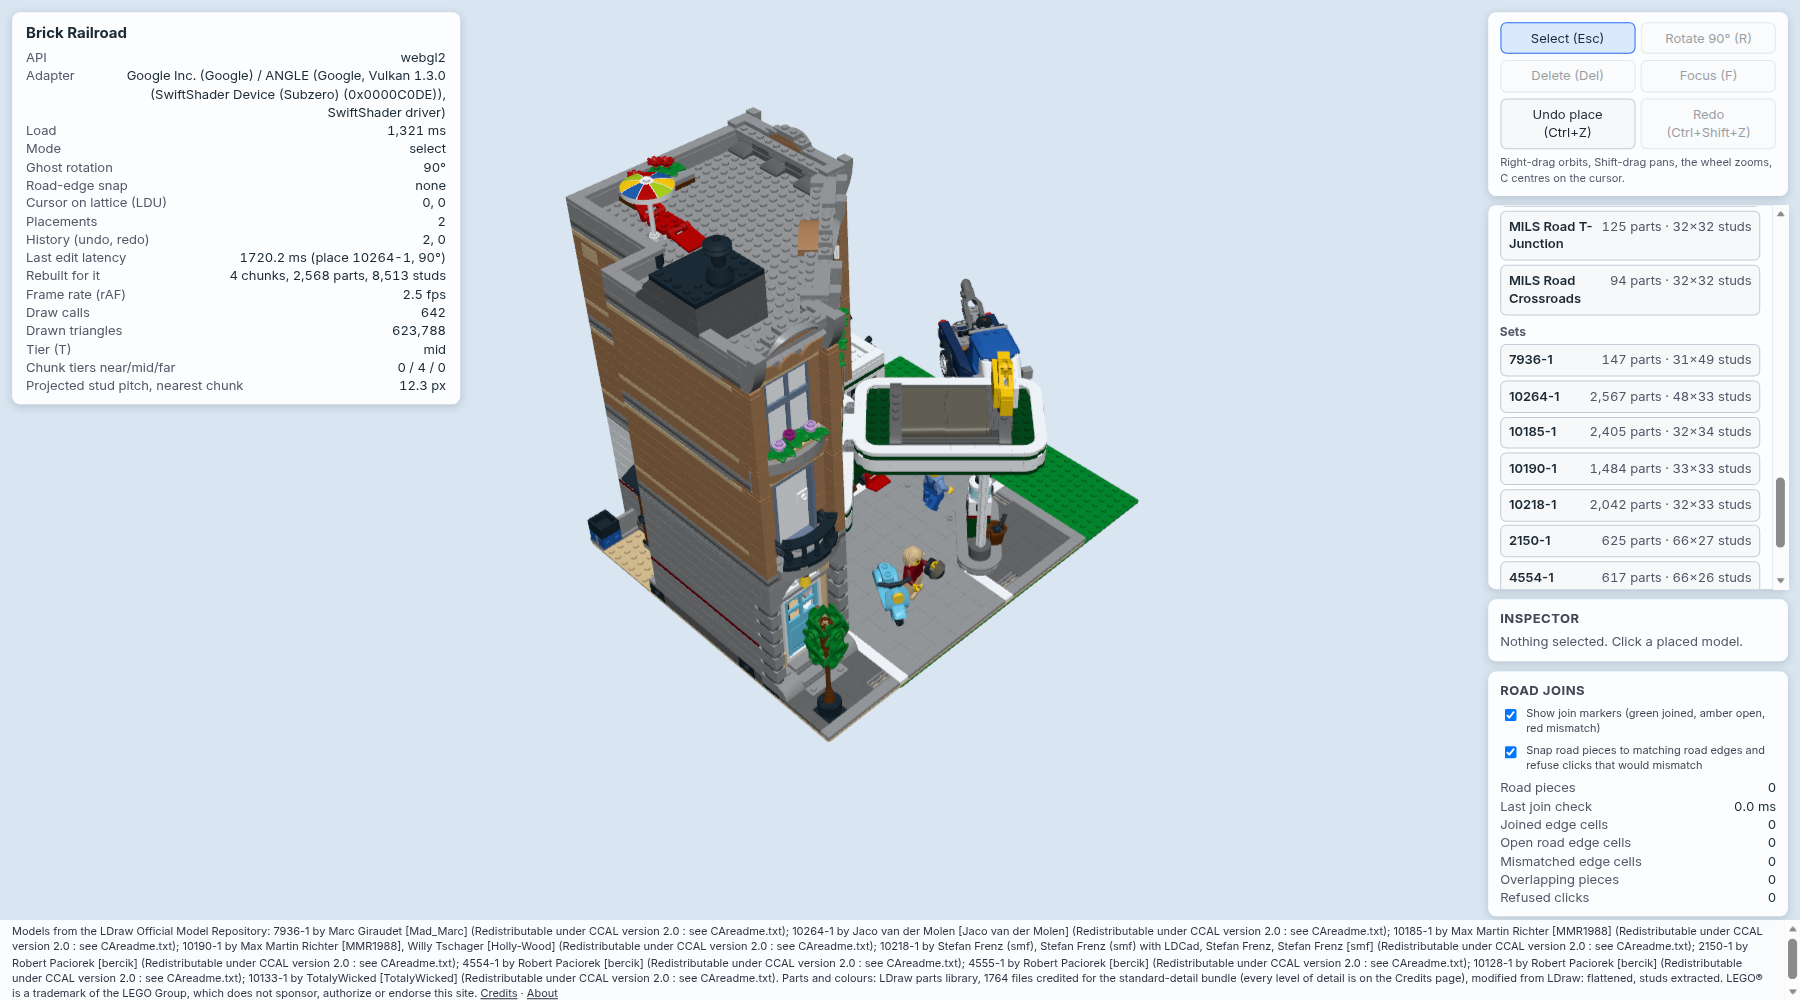 Brick Railroad
API webgl2
Adapter Google Inc. (Google) / ANGLE (Google, Vulkan 1.3.0
(SwiftShader Device (Subzero) (0x0000C0DE)),
SwiftShader driver)
Load 1,321 ms
Mode select
Ghost rotation 90°
Road-edge snap none
Cursor on lattice (LDU) 0, 0
Placements 2
History (undo, redo) 2, 0
Last edit latency 1720.2 ms (place 10264-1, 90°)
Rebuilt for it 4 chunks, 2,568 parts, 8,513 studs
Frame rate (rAF) 2.5 fps
Draw calls 642
Drawn triangles 623,788
Tier (T) mid
Chunk tiers near/mid/far 0 / 4 / 0
Projected stud pitch, nearest chunk 12.3 px
Select (Esc) Rotate 90° (R)
Delete (Del) Focus (F)
Undo place Redo
(Ctrl+Z) (Ctrl+Shift+Z)
Right-drag orbits, Shift-drag pans, the wheel zooms,
C centres on the cursor.
MILS Road T- 125 parts · 32×32 studs
Junction
MILS Road 94 parts · 32×32 studs
Crossroads
Sets
7936-1 147 parts · 31×49 studs
10264-1 2,567 parts · 48×33 studs
10185-1 2,405 parts · 32×34 studs
10190-1 1,484 parts · 33×33 studs
10218-1 2,042 parts · 32×33 studs
2150-1 625 parts · 66×27 studs
4554-1 617 parts · 66×26 studs
INSPECTOR
Nothing selected. Click a placed model.
ROAD JOINS
Show join markers (green joined, amber open,
red mismatch)
Snap road pieces to matching road edges and
refuse clicks that would mismatch
Road pieces 0
Last join check 0.0 ms
Joined edge cells 0
Open road edge cells 0
Mismatched edge cells 0
Overlapping pieces 0
Refused clicks 0
Models from the LDraw Official Model Repository: 7936-1 by Marc Giraudet [Mad_Marc] (Redistributable under CCAL version 2.0 : see CAreadme.txt); 10264-1 by Jaco van der Molen [Jaco van der Molen] (Redistributable under CCAL version 2.0 : see CAreadme.txt); 10185-1 by Max Martin Richter [MMR1988] (Redistributable under CCAL
version 2.0 : see CAreadme.txt); 10190-1 by Max Martin Richter [MMR1988], Willy Tschager [Holly-Wood] (Redistributable under CCAL version 2.0 : see CAreadme.txt); 10218-1 by Stefan Frenz (smf), Stefan Frenz (smf) with LDCad, Stefan Frenz, Stefan Frenz [smf] (Redistributable under CCAL version 2.0 : see CAreadme.txt); 2150-1 by
Robert Paciorek [bercik] (Redistributable under CCAL version 2.0 : see CAreadme.txt); 4554-1 by Robert Paciorek [bercik] (Redistributable under CCAL version 2.0 : see CAreadme.txt); 4555-1 by Robert Paciorek [bercik] (Redistributable under CCAL version 2.0 : see CAreadme.txt); 10128-1 by Robert Paciorek [bercik] (Redistributable
under CCAL version 2.0 : see CAreadme.txt); 10133-1 by TotalyWicked [TotalyWicked] (Redistributable under CCAL version 2.0 : see CAreadme.txt). Parts and colours: LDraw parts library, 1764 files credited for the standard-detail bundle (every level of detail is on the Credits page), modified from LDraw: flattened, studs extracted. LEGO®
is a trademark of the LEGO Group, which does not sponsor, authorize or endorse this site. Credits · About